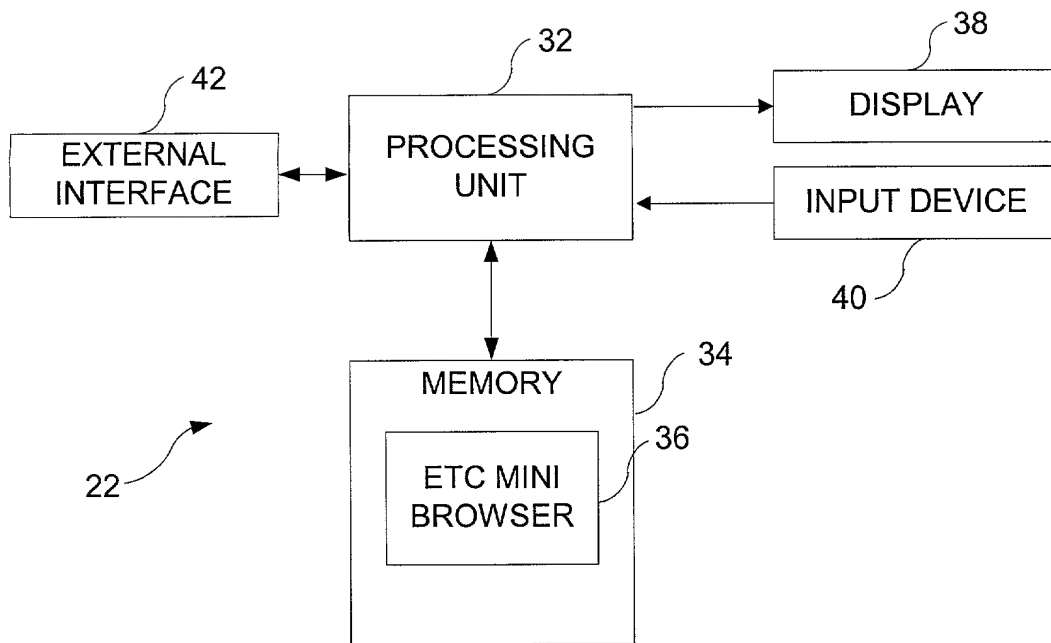 38
32
42
DISPLAY
EXTERNAL
INTERFACE
PROCESSING
UNIT
INPUT DEVICE
40
34
MEMORY
36
ETC MINI
BROWSER
22